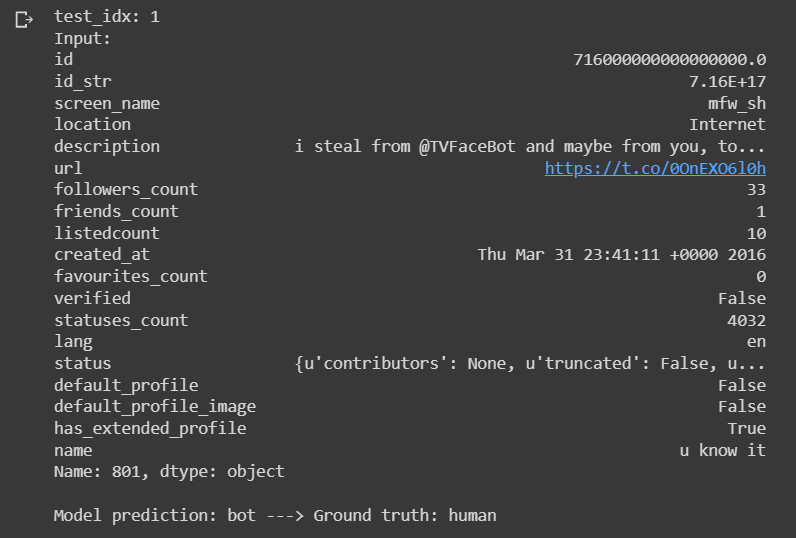 test_idx: 1
Input:
id 716000000000000000.0
id_str 7.16E+17
screen_name mfw_sh
location Internet
description i steal from @TVFaceBot and maybe from you, to...
url https://t.co/0OnEXO6l0h
followers_count 33
friends_count 1
listedcount 10
created_at Thu Mar 31 23:41:11 +0000 2016
favourites_count 0
verified False
statuses_count 4032
lang en
status {u'contributors': None, u'truncated': False, u...
default_profile False
default_profile_image False
has_extended_profile True
name u know it
Name: 801, dtype: object
Model prediction: bot ---> Ground truth: human